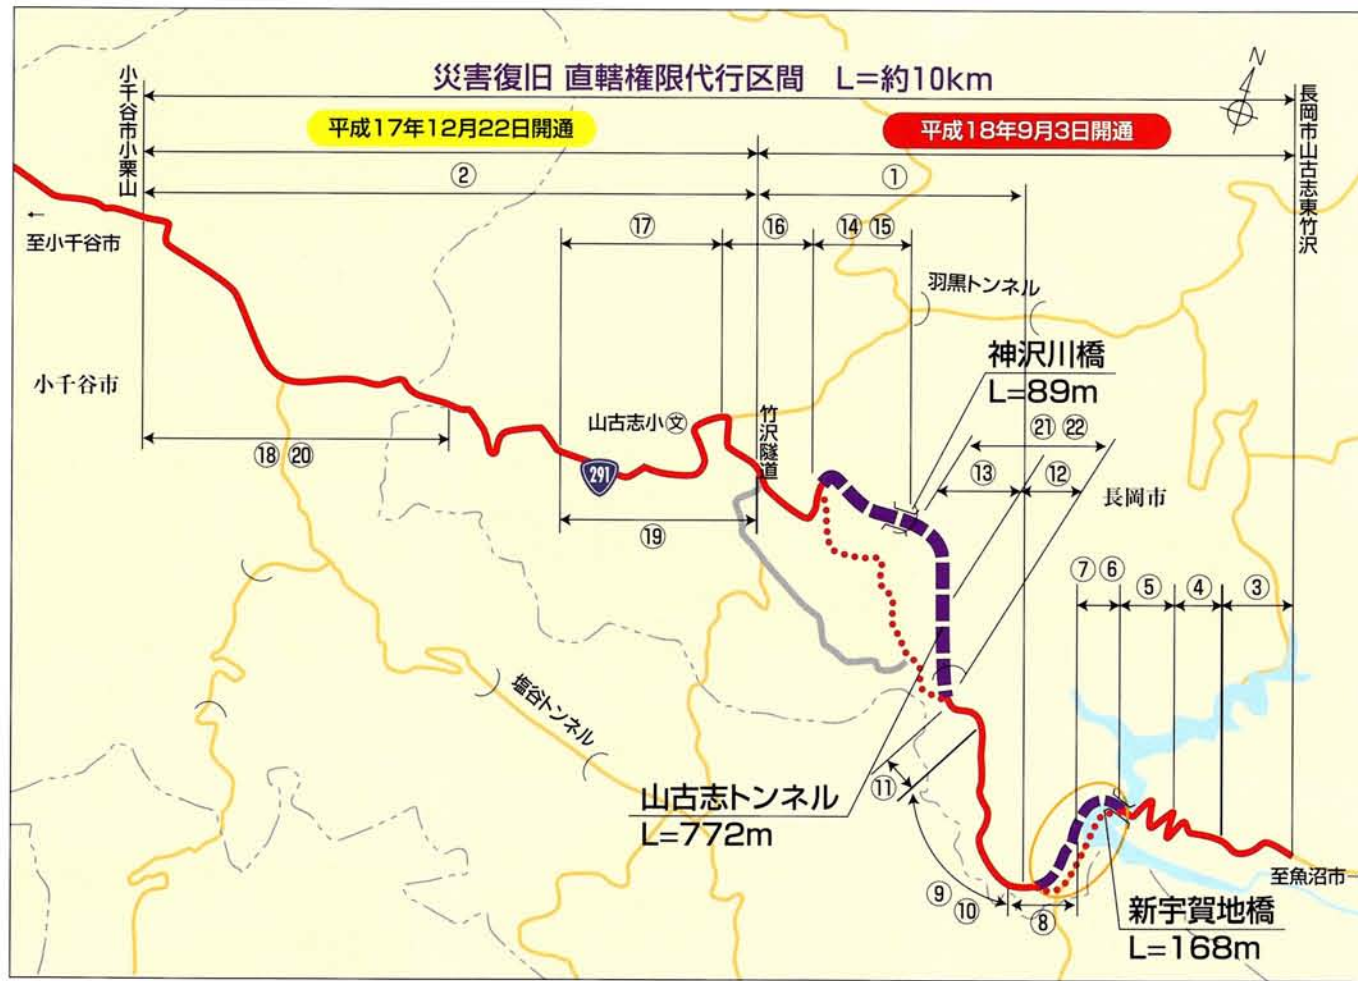 災害復旧 直轄権限代行区間 L=約10km
平成17年12月22日開通
平成18年9月3日開通
N
小千谷市小栗山
長岡市山古志東竹沢
②
①
←
至小千谷市
⑰
⑯
⑭ ⑮
羽黒トンネル
神沢川橋
L=89m
小千谷市
山古志小 文
竹沢隧道
㉑ ㉒
⑱ ⑳
291
⑬
⑫
長岡市
⑲
⑦ ⑥
⑤
④
③
塩谷トンネル
山古志トンネル
L=772m
⑪
⑨
⑩
⑧
至魚沼市
新宇賀地橋
L=168m